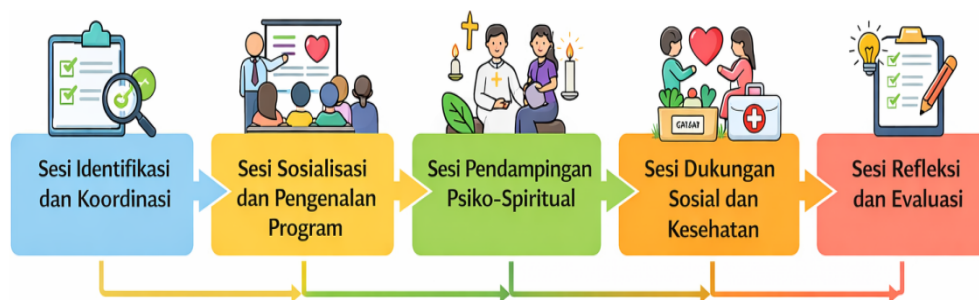 Sesi Identifikasi
dan Koordinasi
Sesi Sosialisasi
dan Pengenalan
Program
Sesi Pendampingan
Psiko-Spiritual
Sesi Dukungan
Sosial dan
Kesehatan
Sesi Refleksi
dan Evaluasi